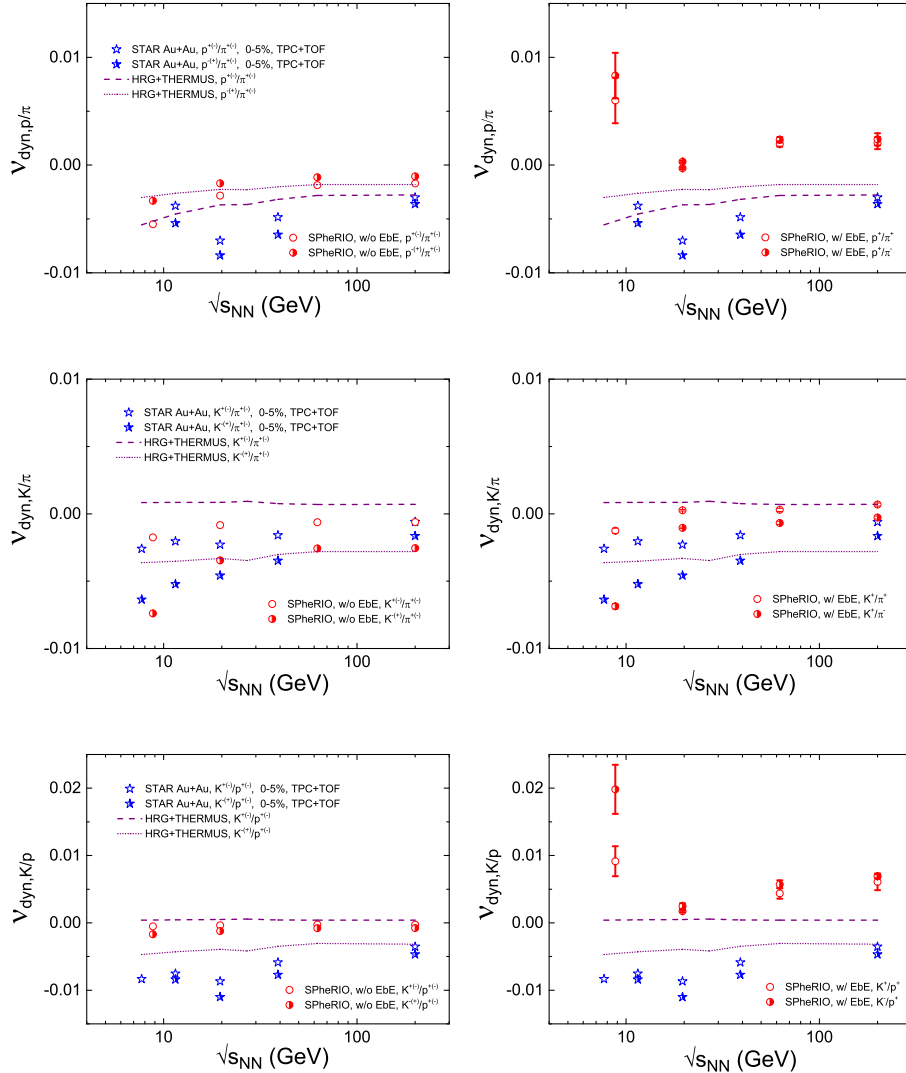 0.01
0.00
-0.01
ν_dyn,p/π
STAR Au+Au, p^+(-)/π^+(-), 0-5%, TPC+TOF
STAR Au+Au, p^-(+)/π^+(-), 0-5%, TPC+TOF
HRG+THERMUS, p^+(-)/π^+(-)
HRG+THERMUS, p^-(+)/π^+(-)
SPheRIO, w/o EbE, p^+(-)/π^+(-)
SPheRIO, w/o EbE, p^-(+)/π^+(-)
10 100
√s_NN (GeV)
0.01
0.00
-0.01
ν_dyn,p/π
SPheRIO, w/ EbE, p^+/π^+
SPheRIO, w/ EbE, p^+/π^-
10 100
√s_NN (GeV)
0.01
0.00
-0.01
ν_dyn,K/π
STAR Au+Au, K^+(-)/π^+(-), 0-5%, TPC+TOF
STAR Au+Au, K^-(+)/π^+(-), 0-5%, TPC+TOF
HRG+THERMUS, K^+(-)/π^+(-)
HRG+THERMUS, K^-(+)/π^+(-)
SPheRIO, w/o EbE, K^+(-)/π^+(-)
SPheRIO, w/o EbE, K^-(+)/π^+(-)
10 100
√s_NN (GeV)
0.01
0.00
-0.01
ν_dyn,K/π
SPheRIO, w/ EbE, K^+/π^+
SPheRIO, w/ EbE, K^+/π^-
10 100
√s_NN (GeV)
0.02
0.01
0.00
-0.01
ν_dyn,K/p
STAR Au+Au, K^+(-)/p^+(-), 0-5%, TPC+TOF
STAR Au+Au, K^-(+)/p^+(-), 0-5%, TPC+TOF
HRG+THERMUS, K^+(-)/p^+(-)
HRG+THERMUS, K^-(+)/p^+(-)
SPheRIO, w/o EbE, K^+(-)/p^+(-)
SPheRIO, w/o EbE, K^-(+)/p^+(-)
10 100
√s_NN (GeV)
0.02
0.01
0.00
-0.01
ν_dyn,K/p
SPheRIO, w/ EbE, K^+/p^+
SPheRIO, w/ EbE, K^-/p^+
10 100
√s_NN (GeV)